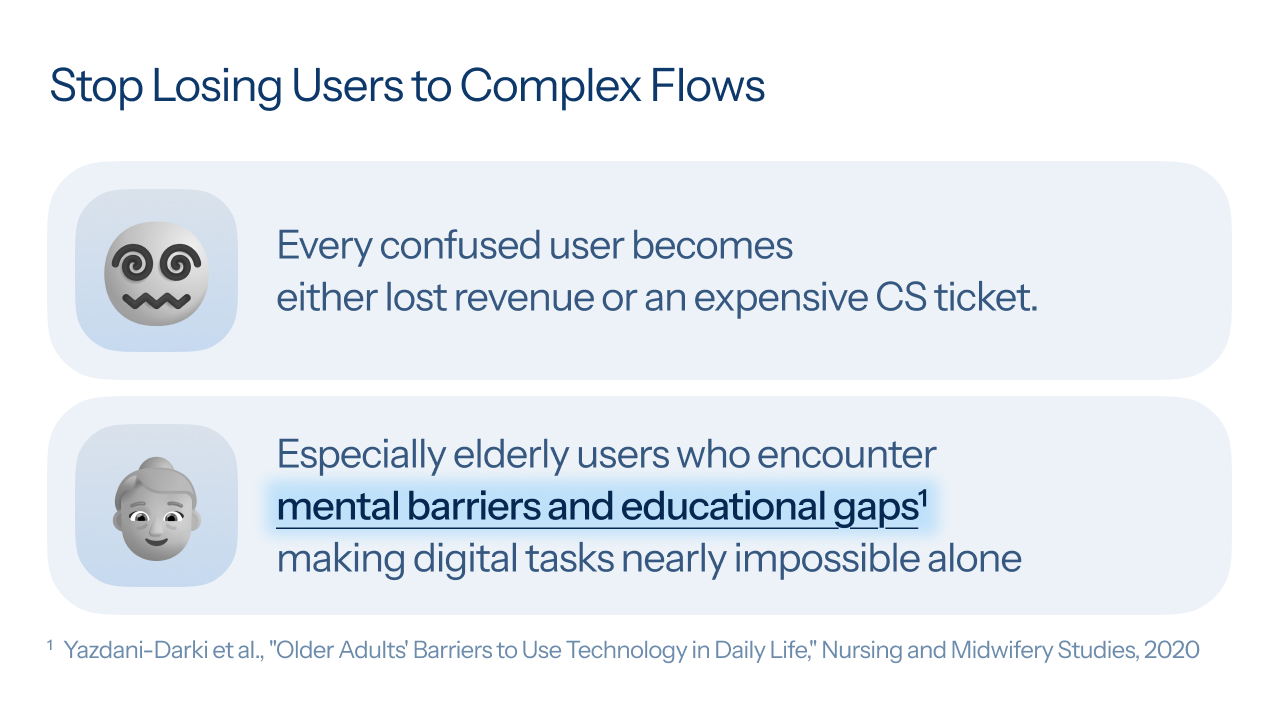 Stop Losing Users to Complex Flows
Every confused user becomes
either lost revenue or an expensive CS ticket.
Especially elderly users who encounter
mental barriers and educational gaps¹
making digital tasks nearly impossible alone
¹ Yazdani-Darki et al., "Older Adults' Barriers to Use Technology in Daily Life," Nursing and Midwifery Studies, 2020